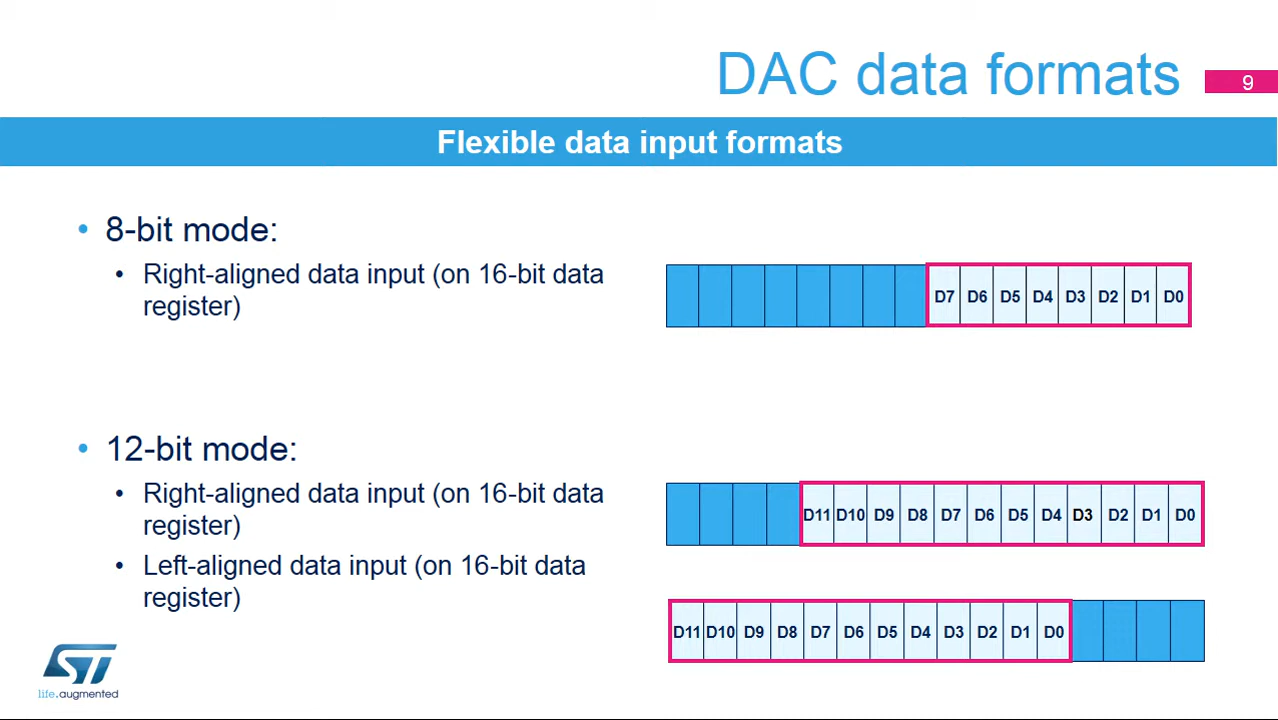 DAC data formats
9
Flexible data input formats
• 8-bit mode:
• Right-aligned data input (on 16-bit data
register)
D7 D6 D5 D4 D3 D2 D1 D0
• 12-bit mode:
• Right-aligned data input (on 16-bit data
register)
D11 D10 D9 D8 D7 D6 D5 D4 D3 D2 D1 D0
• Left-aligned data input (on 16-bit data
register)
D11 D10 D9 D8 D7 D6 D5 D4 D3 D2 D1 D0
ST
life.augmented